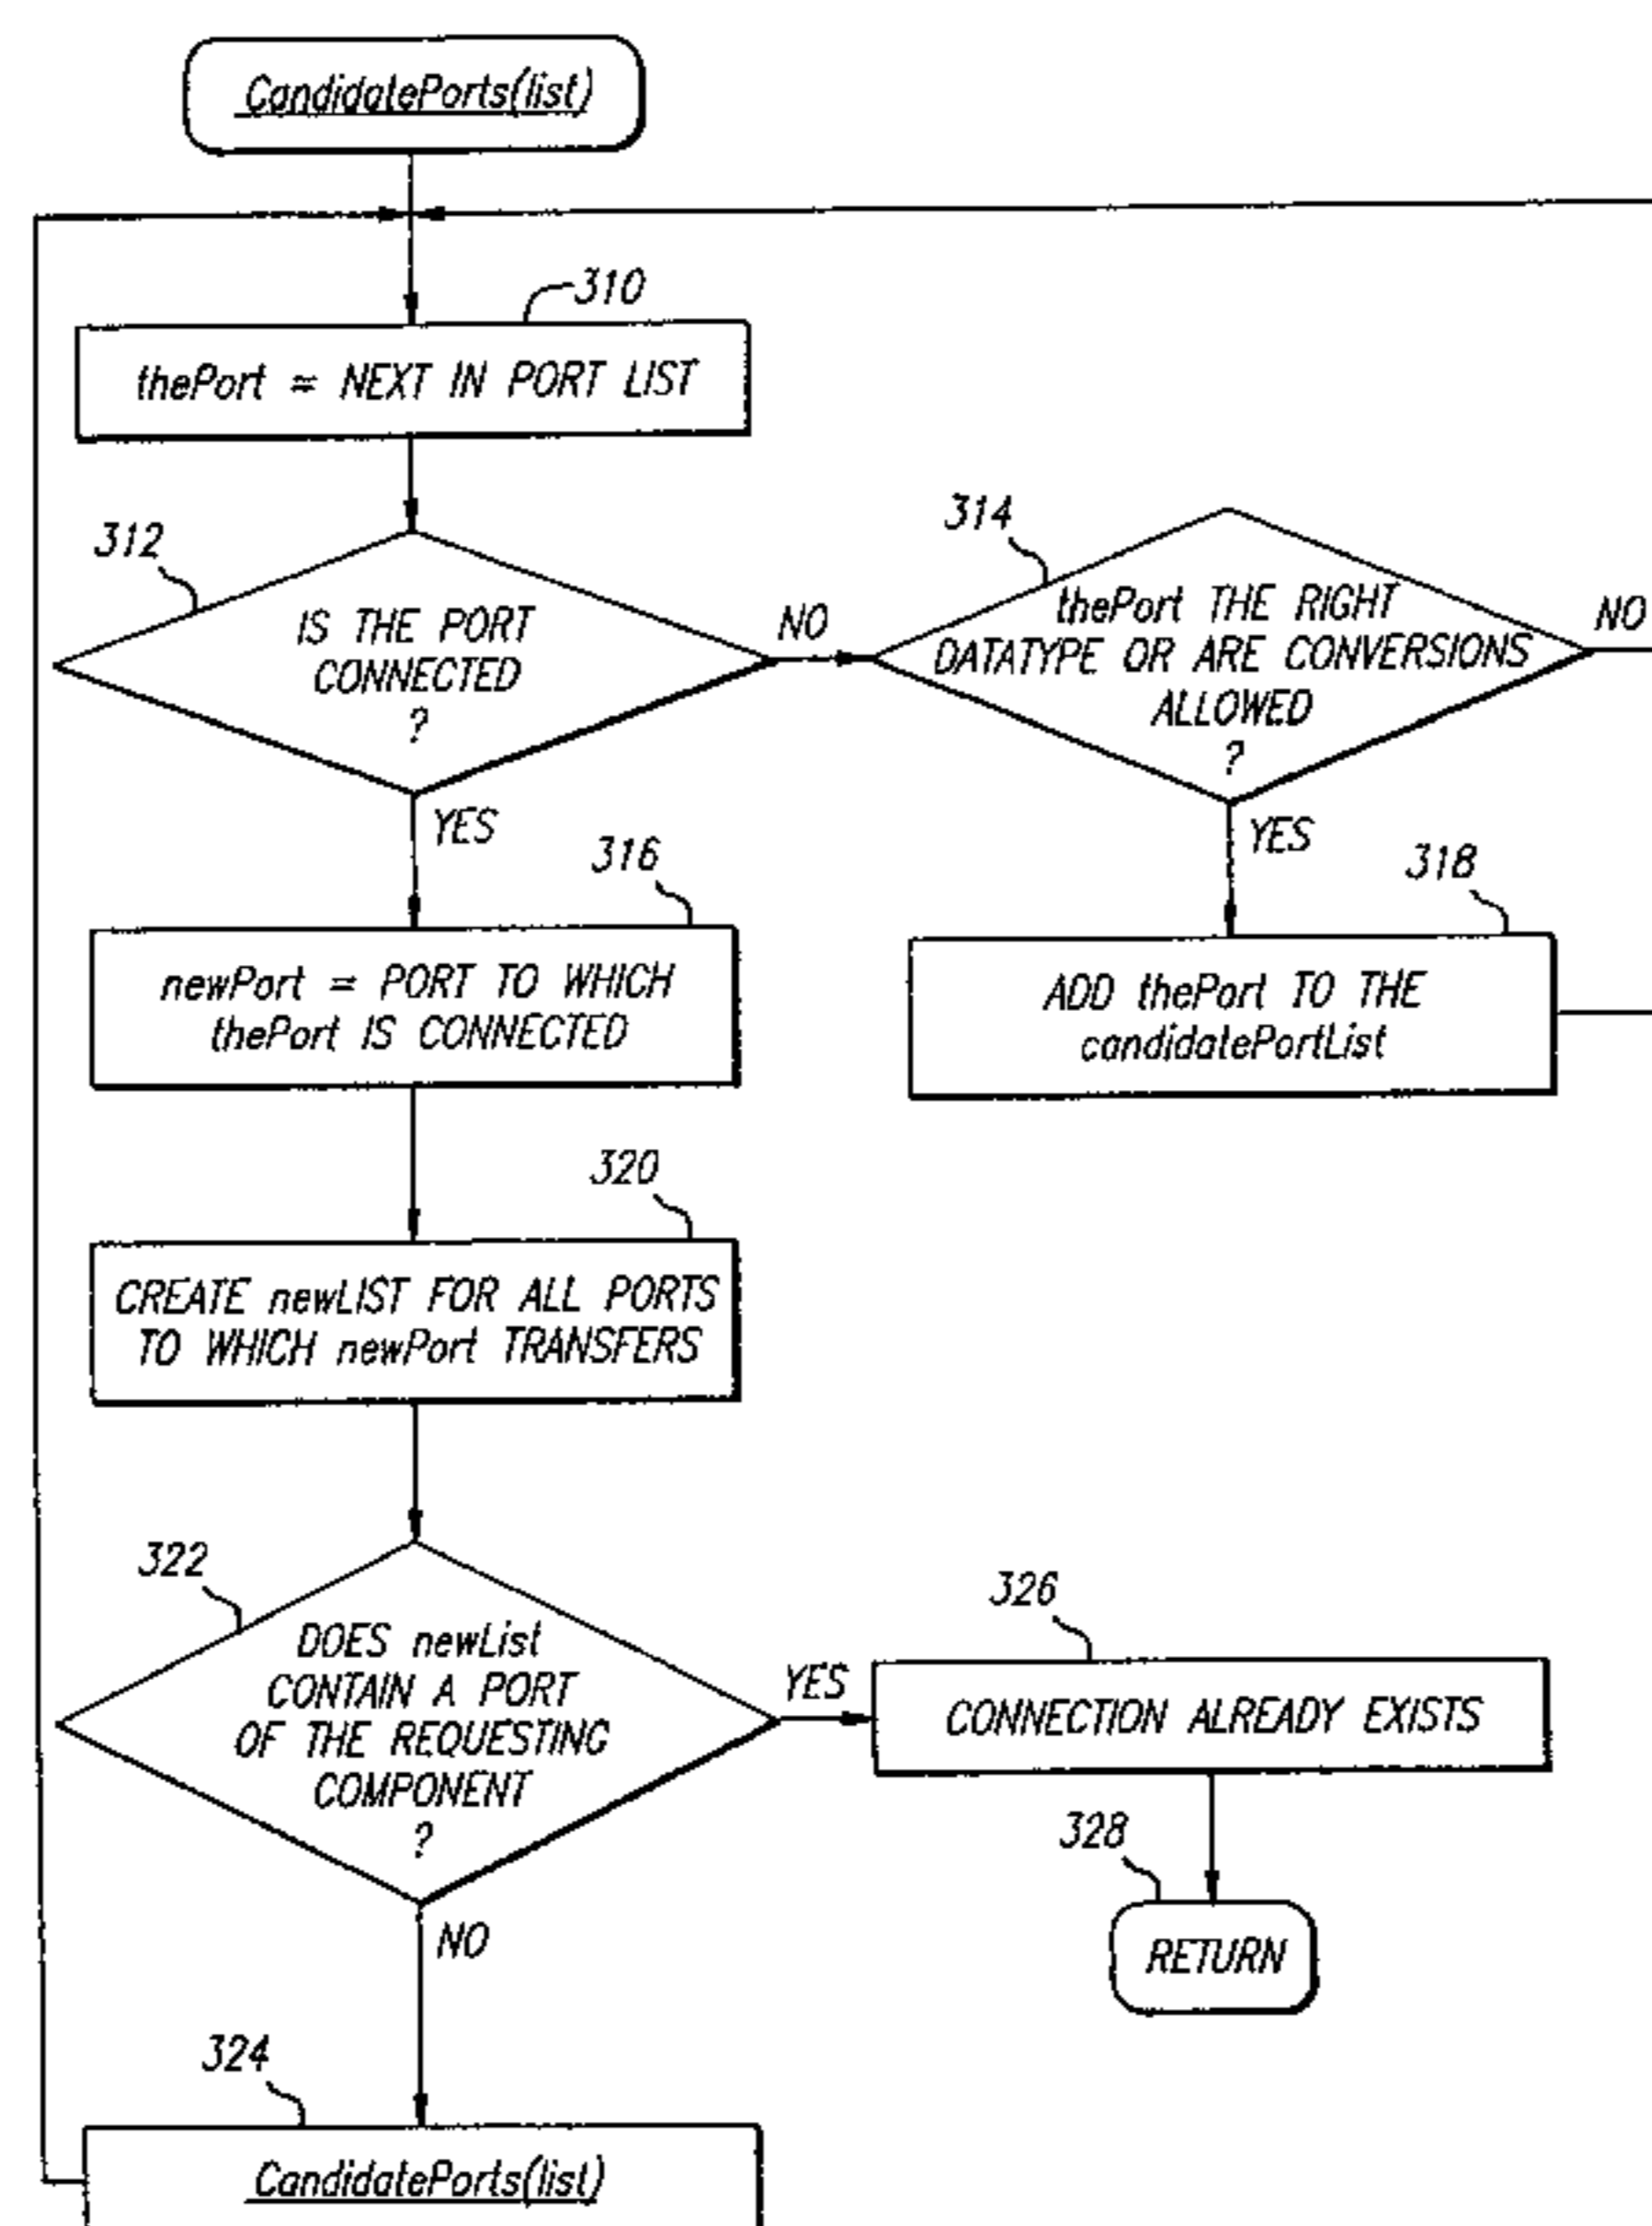 CandidatePorts(list)
310
thePort = NEXT IN PORT LIST
312
IS THE PORT
CONNECTED
?
NO
YES
314
thePort THE RIGHT
DATATYPE OR ARE CONVERSIONS
ALLOWED
?
NO
YES
316
newPort = PORT TO WHICH
thePort IS CONNECTED
318
ADD thePort TO THE
candidatePortList
320
CREATE newLIST FOR ALL PORTS
TO WHICH newPort TRANSFERS
322
DOES newList
CONTAIN A PORT
OF THE REQUESTING
COMPONENT
?
YES
NO
326
CONNECTION ALREADY EXISTS
328
RETURN
324
CandidatePorts(list)